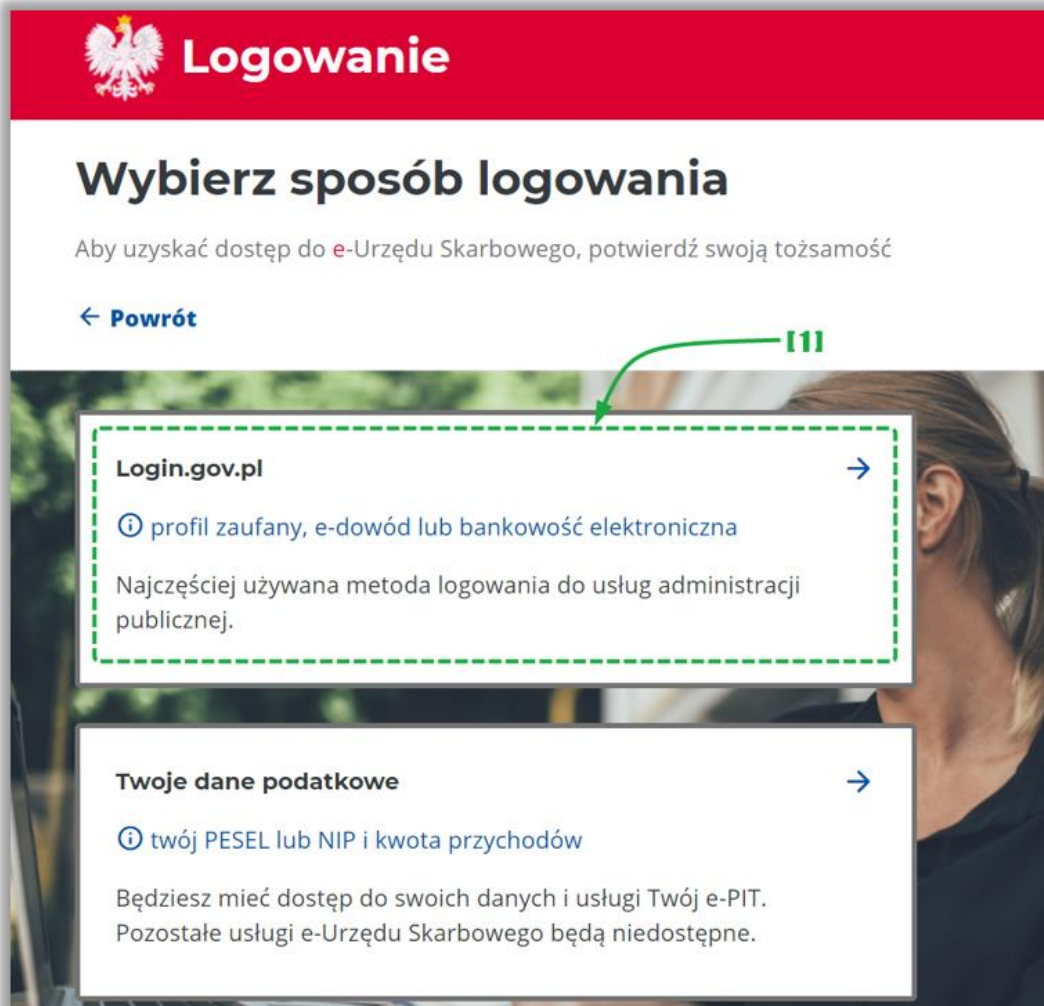 Logowanie
Wybierz sposób logowania
Aby uzyskać dostęp do e-Urzędu Skarbowego, potwierdź swoją tożsamość
← Powrót
[1]
Login.gov.pl
profil zaufany, e-dowód lub bankowość elektroniczna
Najczęściej używana metoda logowania do usług administracji
publicznej.
Twoje dane podatkowe
twój PESEL lub NIP i kwota przychodów
Będziesz mieć dostęp do swoich danych i usługi Twój e-PIT.
Pozostałe usługi e-Urzędu Skarbowego będą niedostępne.